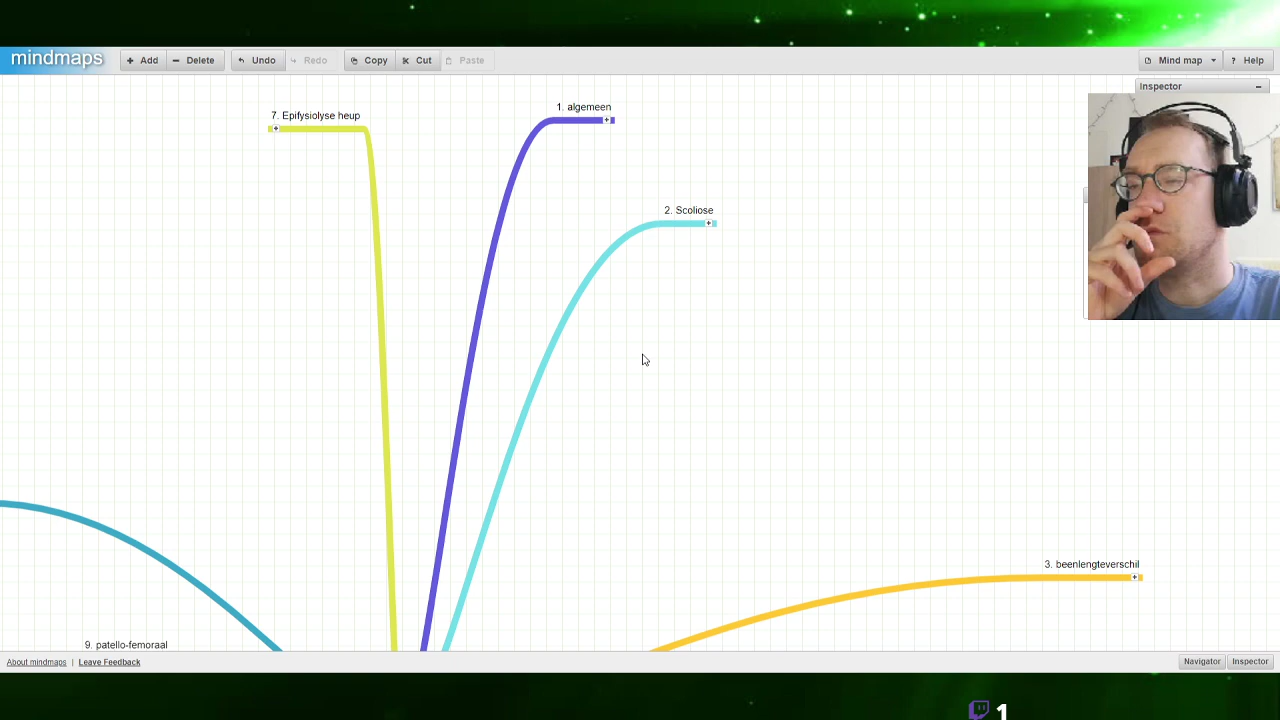 mindmaps
Add Delete Undo Redo Copy Cut Paste Mind map ? Help
Inspector
1. algemeen
7. Epifysiolyse heup
2. Scoliose
3. beenlengteverschil
9. patello-femoraal
About mindmaps | Leave Feedback Navigator Inspector
1